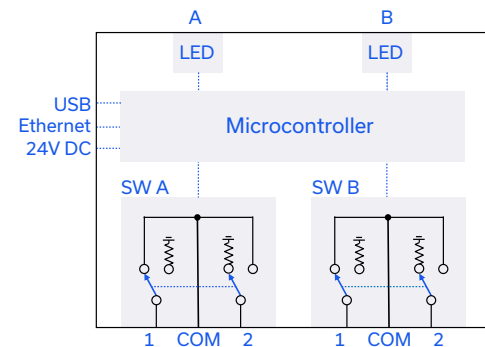 A B
LED LED
USB
Ethernet
24V DC
Microcontroller
SW A SW B
1 COM 2 1 COM 2